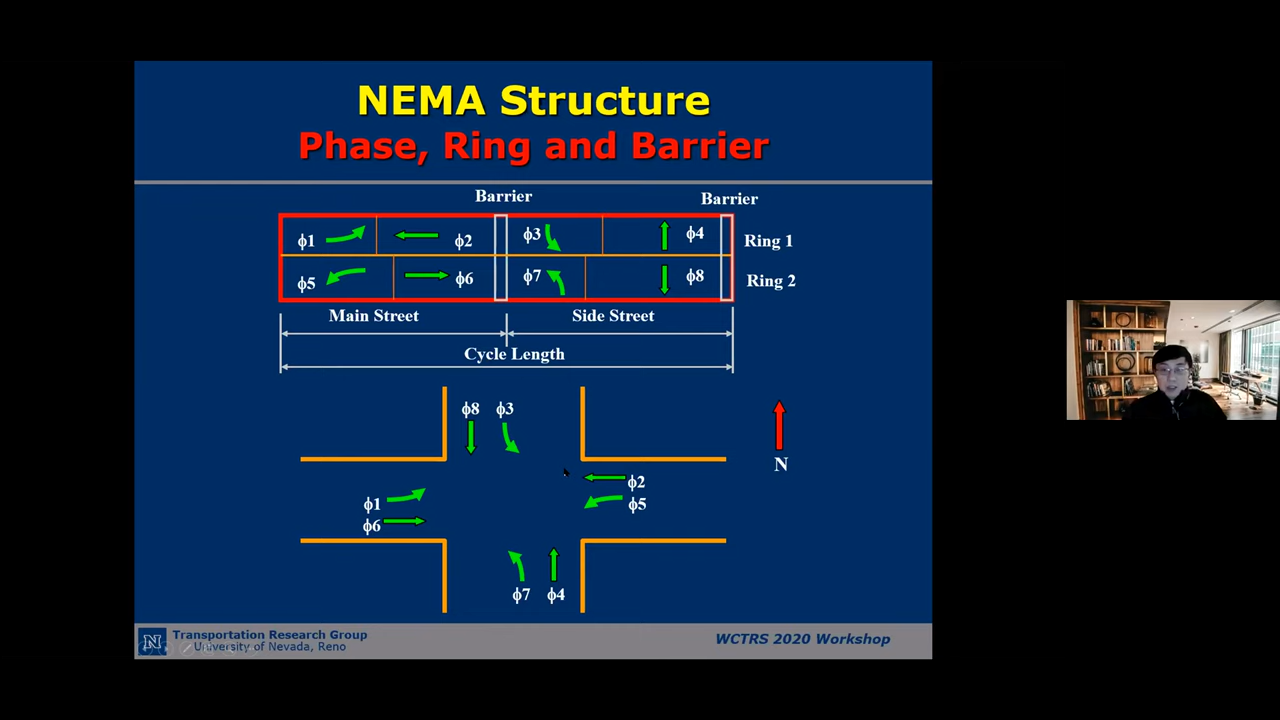 NEMA Structure
Phase, Ring and Barrier
Barrier
Barrier
ϕ1
ϕ2
ϕ3
ϕ4
Ring 1
ϕ5
ϕ6
ϕ7
ϕ8
Ring 2
Main Street
Side Street
Cycle Length
ϕ8
ϕ3
N
ϕ2
ϕ1
ϕ5
ϕ6
ϕ7
ϕ4
N
Transportation Research Group
University of Nevada, Reno
WCTRS 2020 Workshop